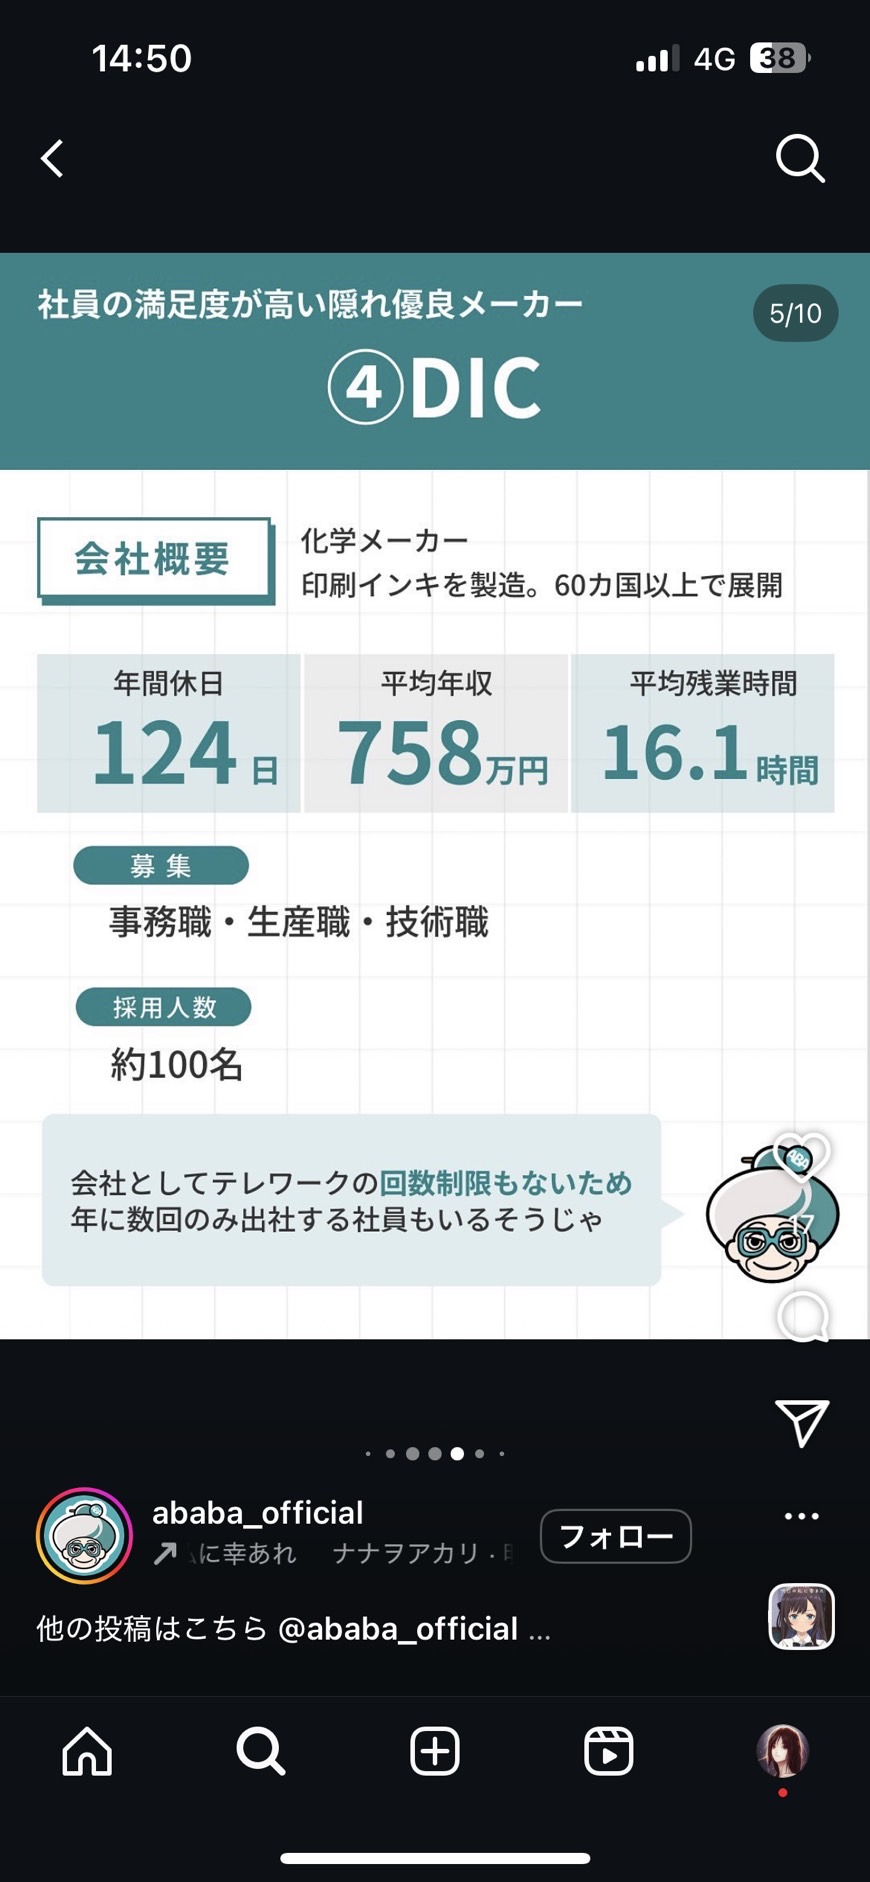 14:50
4G
38
社員の満足度が高い隠れ優良メーカー
5/10
④DIC
会社概要
化学メーカー
印刷インキを製造。60カ国以上で展開
年間休日
124日
平均年収
758万円
平均残業時間
16.1時間
募集
事務職・生産職・技術職
採用人数
約100名
会社としてテレワークの回数制限もないため
年に数回のみ出社する社員もいるそうじゃ
ABA
17
ababa_official
に幸あれ ナナヲアカリ・
フォロー
他の投稿はこちら @ababa_official ...